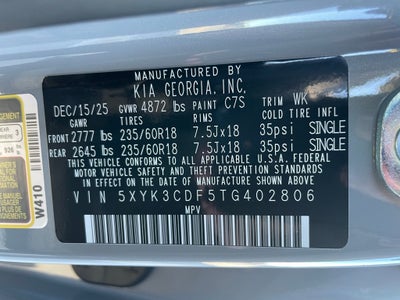 MANUFACTURED BY
KIA GEORGIA, INC.
DEC/15/25 GVWR 4872 lbs PAINT C7S TRIM WK
GAWR TIRES RIMS COLD TIRE INFL
FRONT 2777 lbs 235/60R18 7.5Jx18 35psi SINGLE
REAR 2645 lbs 235/60R18 7.5Jx18 35psi SINGLE
THIS VEHICLE CONFORMS TO ALL APPLICABLE U.S.A. FEDERAL
MOTOR VEHICLE SAFETY AND THEFT PREVENTION STANDARDS
IN EFFECT ON THE DATE OF MANUFACTURE SHOWN ABOVE.
VIN 5XYK3CDF5TG402806
MPV
W410
3
926